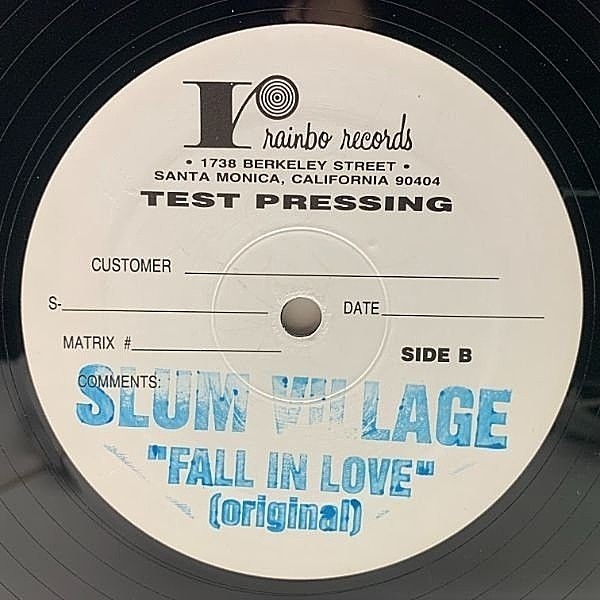 r rainbo records
• 1738 BERKELEY STREET •
SANTA MONICA, CALIFORNIA 90404
TEST PRESSING
CUSTOMER
S- DATE
MATRIX # SIDE B
COMMENTS:
SLUM VILLAGE
"FALL IN LOVE"
(original)